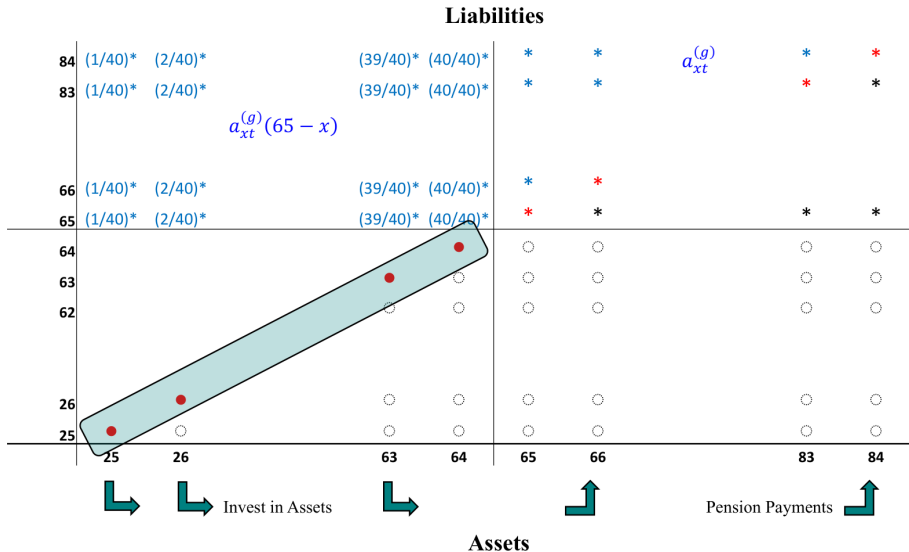 Liabilities
84 (1/40)* (2/40)* (39/40)* (40/40)* * * a_{xt}^{(g)} * *
83 (1/40)* (2/40)* (39/40)* (40/40)* * * * *
a_{xt}^{(g)}(65 − x)
66 (1/40)* (2/40)* (39/40)* (40/40)* * *
65 (1/40)* (2/40)* (39/40)* (40/40)* * * * *
64
63
62
26
25
25 26 63 64 65 66 83 84
Invest in Assets Pension Payments
Assets